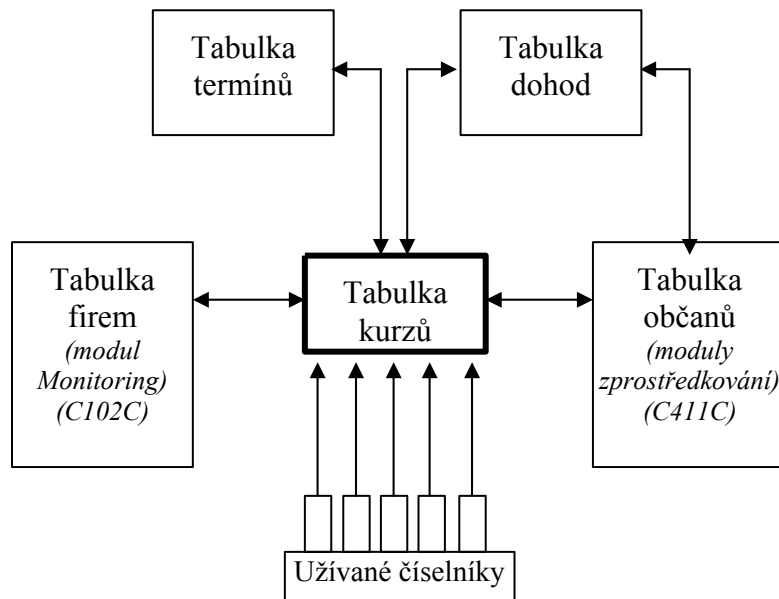 Tabulka
termínů
Tabulka
dohod
Tabulka
firem
(modul
Monitoring)
(C102C)
Tabulka
kurzů
Tabulka
občanů
(moduly
zprostředkování)
(C411C)
Užívané číselníky